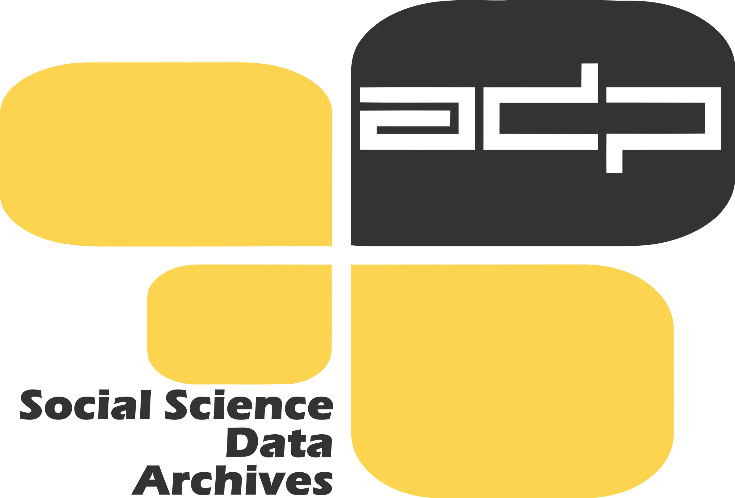 adp
Social Science
Data
Archives